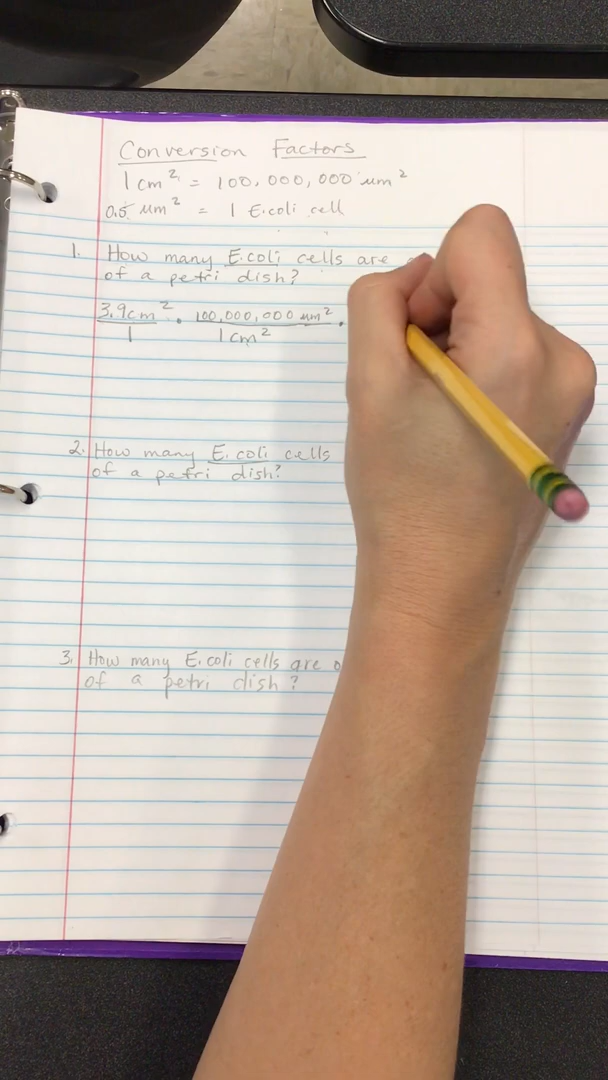 Conversion Factors
1 cm² = 100,000,000 um²
0.5 um² = 1 E.coli cell
1. How many E.coli cells are
of a petri dish?
3.9cm² • 100,000,000 um² •
1 1cm²
2. How many E.coli cells
of a petri dish?
3. How many E.coli cells are
of a petri dish?